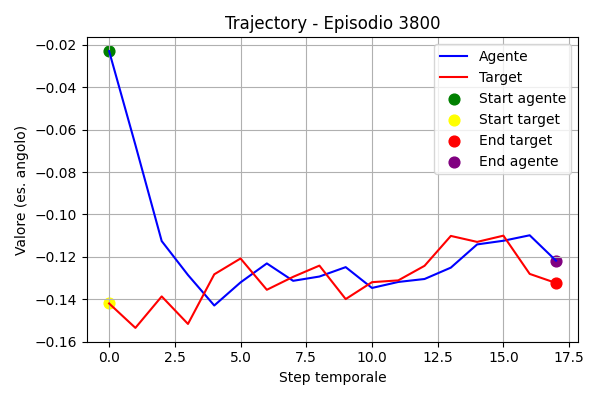 Trajectory - Episodio 3800
Valore (es. angolo)
−0.02
−0.04
−0.06
−0.08
−0.10
−0.12
−0.14
−0.16
Agente
Target
Start agente
Start target
End target
End agente
0.0 2.5 5.0 7.5 10.0 12.5 15.0 17.5
Step temporale